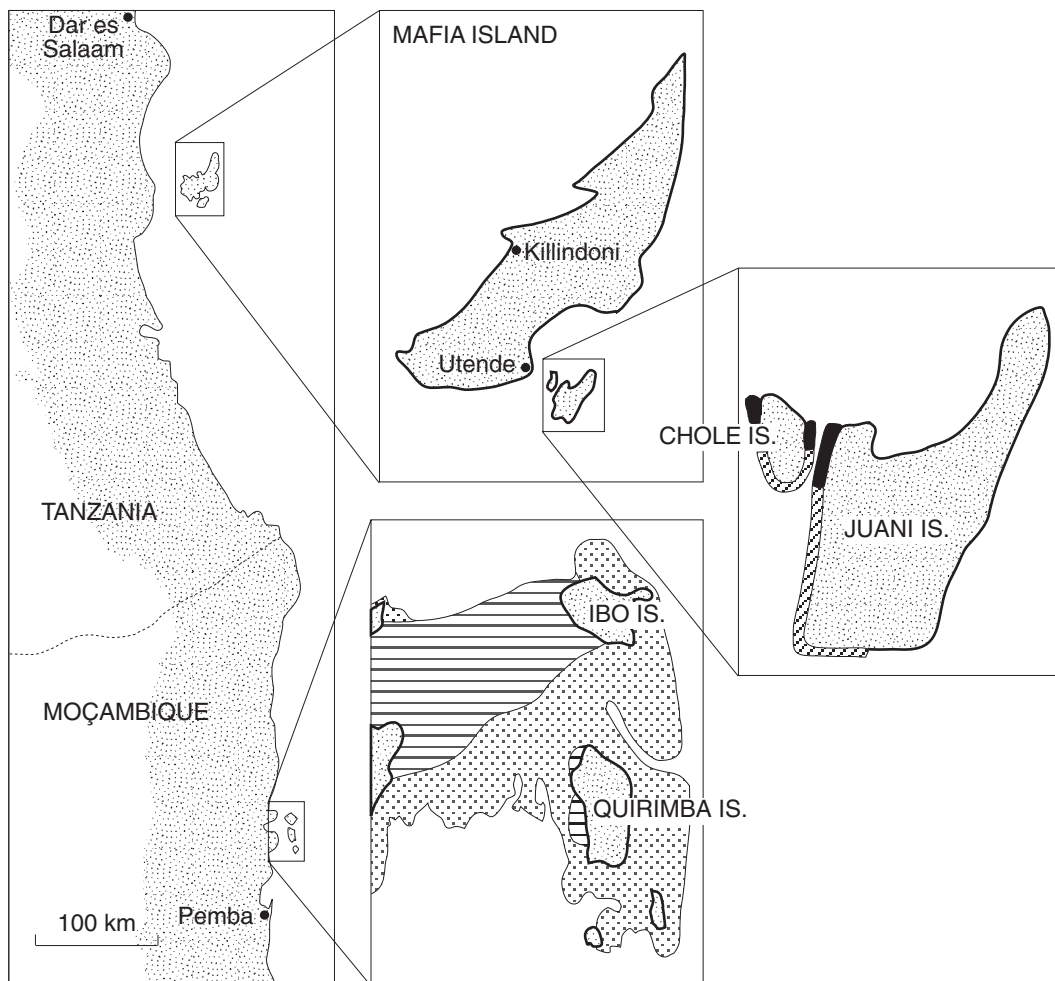 Dar es
Salaam
MAFIA ISLAND
Killindoni
Utende
CHOLE IS.
JUANI IS.
TANZANIA
IBO IS.
MOÇAMBIQUE
QUIRIMBA IS.
Pemba
100 km